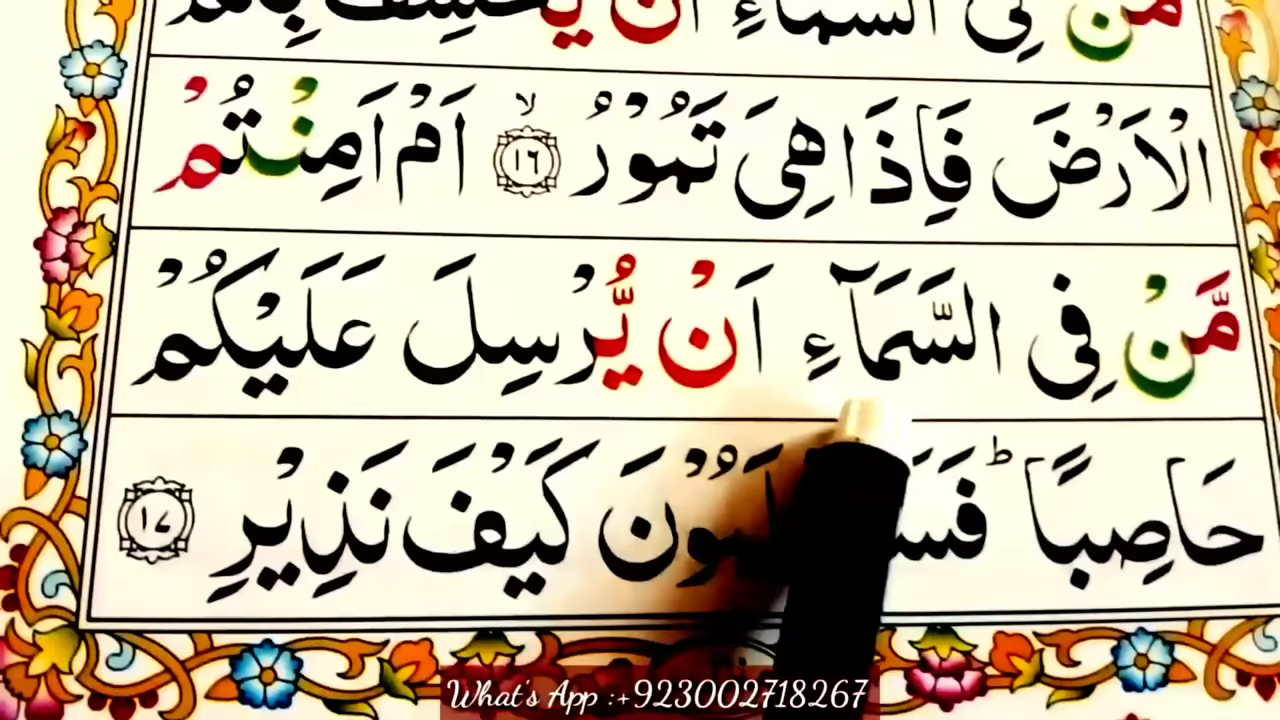 مَّنْ فِی السَّمَآءِ اَنْ یَّخْسِفَ بِكُمُ
الْاَرْضَ فَاِذَا هِیَ تَمُوْرُ ۙ ۝١٦ اَمْ اَمِنْتُمْ
مَّنْ فِی السَّمَآءِ اَنْ یُّرْسِلَ عَلَیْكُمْ
حَاصِبًا ؕ كَیْفَ نَذِیْرِ ۝١٧
What's App :+923002718267